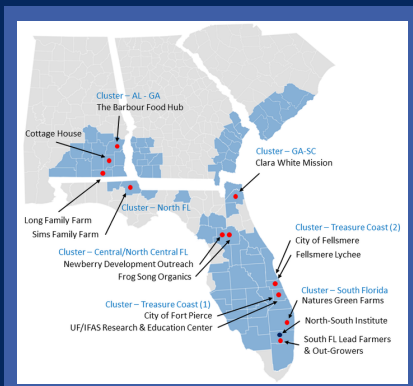 Cluster – AL - GA
The Barbour Food Hub
Cottage House
Cluster – GA-SC
Clara White Mission
Long Family Farm
Sims Family Farm
Cluster – North FL
Cluster – Treasure Coast (2)
City of Fellsmere
Fellsmere Lychee
Cluster – Central/North Central FL
Newberry Development Outreach
Frog Song Organics
Cluster – South Florida
Natures Green Farms
Cluster – Treasure Coast (1)
City of Fort Pierce
UF/IFAS Research & Education Center
North-South Institute
South FL Lead Farmers
& Out-Growers